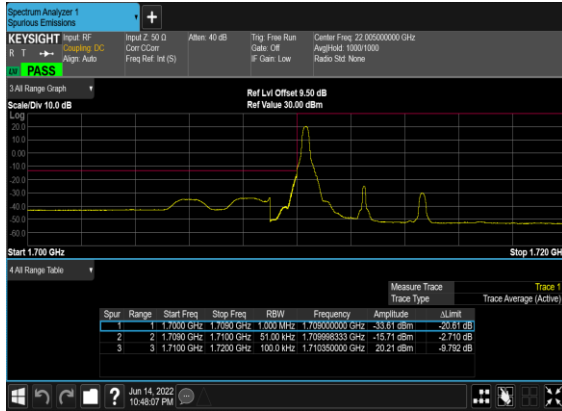 Spectrum Analyzer 1
Spurious Emissions
KEYSIGHT Input: RF Input Z: 50 Ω Atten: 40 dB Trig: Free Run Center Freq: 22.005000000 GHz
R T Coupling: DC Corr CCorr Gate: Off Avg|Hold: 1000/1000
Align: Auto Freq Ref: Int (S) IF Gain: Low Radio Std: None
PASS
3 All Range Graph
Ref Lvl Offset 9.50 dB
Scale/Div 10.0 dB Ref Value 30.00 dBm
Log
20.0
10.0
0.00
-10.0
-20.0
-30.0
-40.0
-50.0
-60.0
Start 1.700 GHz Stop 1.720 GH
4 All Range Table
Measure Trace Trace 1
Trace Type Trace Average (Active)
Spur Range Start Freq Stop Freq RBW Frequency Amplitude ΔLimit
1 1 1.7000 GHz 1.7090 GHz 1.000 MHz 1.709000000 GHz -33.61 dBm -20.61 dB
2 2 1.7090 GHz 1.7100 GHz 51.00 kHz 1.709998333 GHz -15.71 dBm -2.710 dB
3 3 1.7100 GHz 1.7200 GHz 100.0 kHz 1.710350000 GHz 20.21 dBm -9.792 dB
Jun 14, 2022
10:48:07 PM